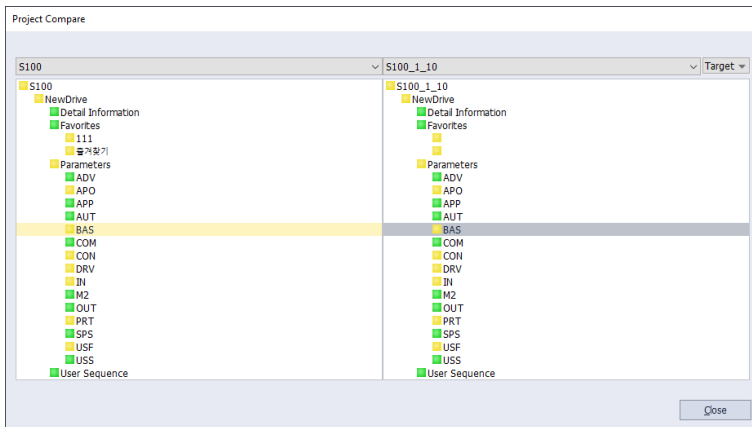 Project Compare
S100
S100_1_10
Target
S100
NewDrive
Detail Information
Favorites
111
즐겨찾기
Parameters
ADV
APO
APP
AUT
BAS
COM
CON
DRV
IN
M2
OUT
PRT
SPS
USF
USS
User Sequence
S100_1_10
NewDrive
Detail Information
Favorites
Parameters
ADV
APO
APP
AUT
BAS
COM
CON
DRV
IN
M2
OUT
PRT
SPS
USF
USS
User Sequence
Close